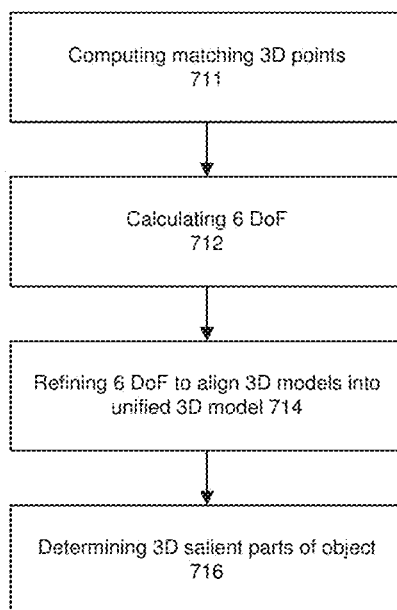 Computing matching 3D points
711
Calculating 6 DoF
712
Refining 6 DoF to align 3D models into
unified 3D model 714
Determining 3D salient parts of object
716